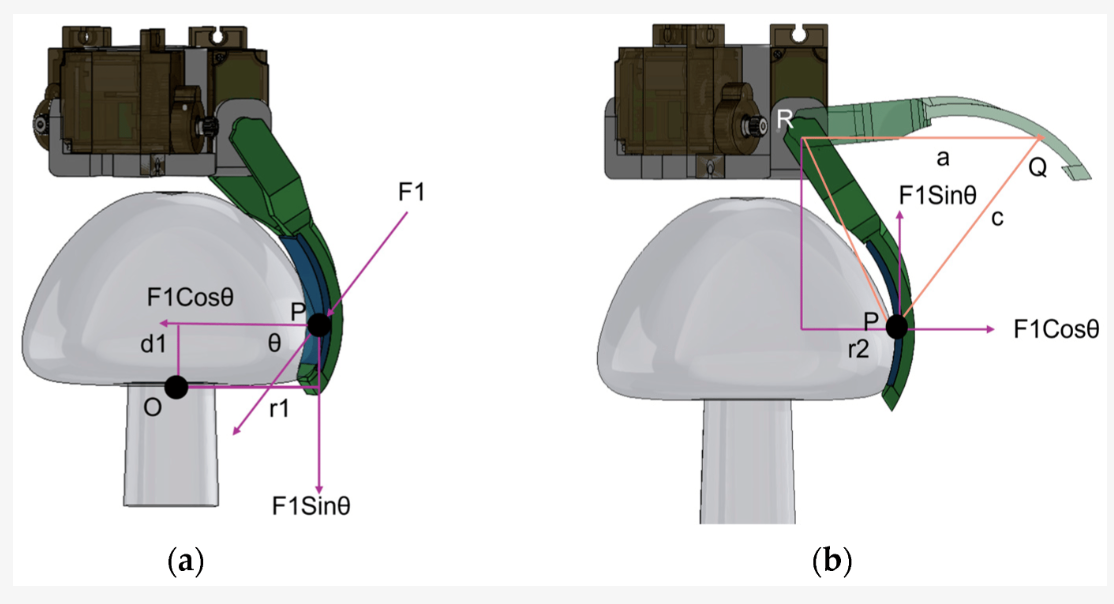 F1
F1Cosθ
P
d1
θ
O
r1
F1Sinθ
(a)
R
a
Q
F1Sinθ
c
P
F1Cosθ
r2
(b)